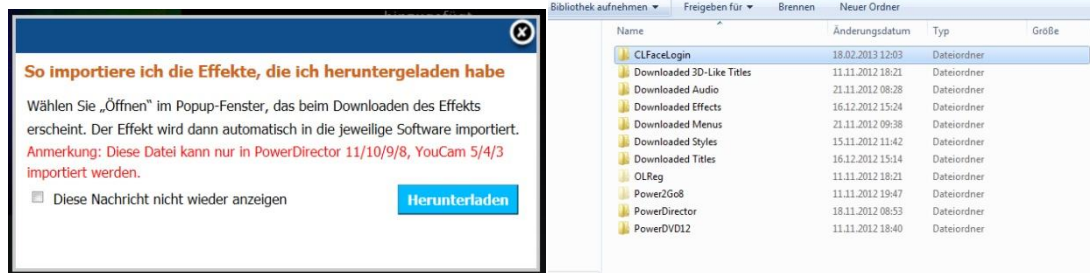 So importiere ich die Effekte, die ich heruntergeladen habe
Wählen Sie „Öffnen“ im Popup-Fenster, das beim Downloaden des Effekts
erscheint. Der Effekt wird dann automatisch in die jeweilige Software importiert.
Anmerkung: Diese Datei kann nur in PowerDirector 11/10/9/8, YouCam 5/4/3
importiert werden.
Diese Nachricht nicht wieder anzeigen
Herunterladen
Bibliothek aufnehmen Freigeben für Brennen Neuer Ordner
Name Änderungsdatum Typ Größe
CLFaceLogin 18.02.2013 12:03 Dateiordner
Downloaded 3D-Like Titles 11.11.2012 18:21 Dateiordner
Downloaded Audio 21.11.2012 08:28 Dateiordner
Downloaded Effects 16.12.2012 15:24 Dateiordner
Downloaded Menus 21.11.2012 09:38 Dateiordner
Downloaded Styles 15.11.2012 11:42 Dateiordner
Downloaded Titles 16.12.2012 15:14 Dateiordner
OLReg 11.11.2012 18:21 Dateiordner
Power2Go8 11.11.2012 19:47 Dateiordner
PowerDirector 18.11.2012 08:53 Dateiordner
PowerDVD12 11.11.2012 18:40 Dateiordner